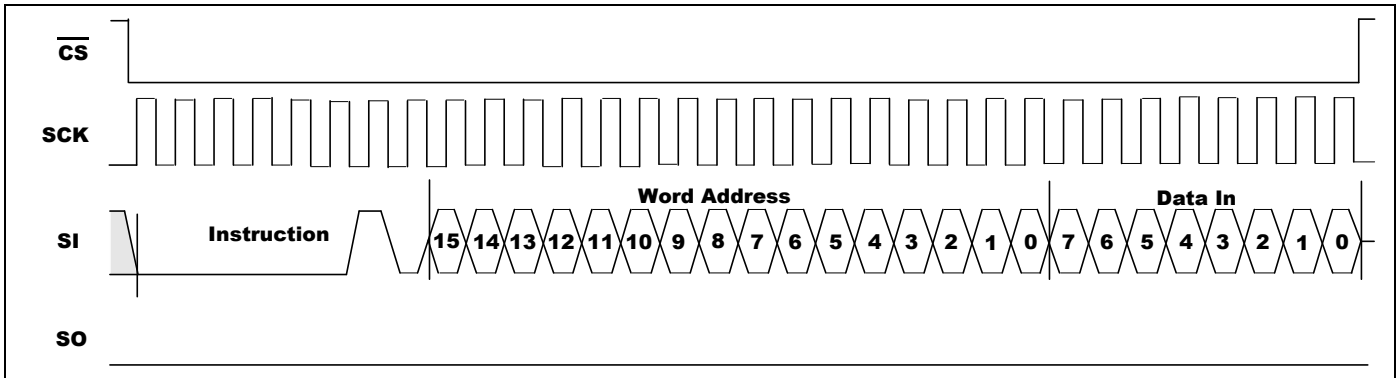 CS
SCK
Word Address
Data In
SI
Instruction
15 14 13 12 11 10 9 8 7 6 5 4 3 2 1 0 7 6 5 4 3 2 1 0
SO